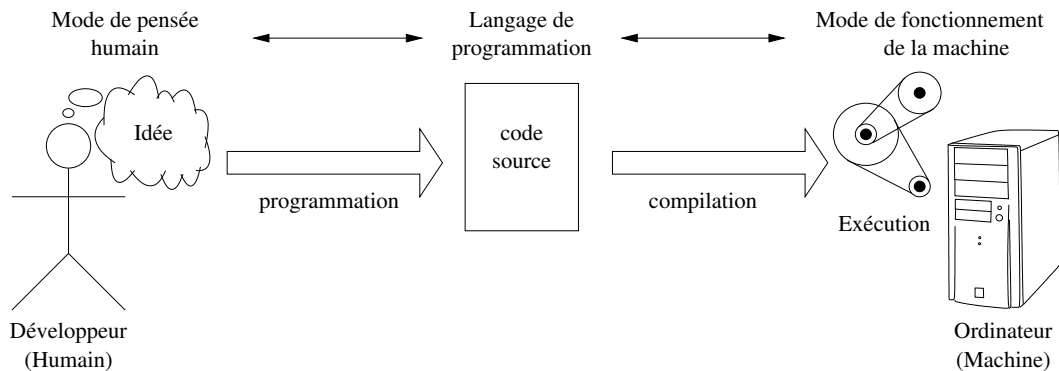 Mode de pensée
humain
Langage de
programmation
Mode de fonctionnement
de la machine
Idée
code
source
programmation
compilation
Exécution
Développeur
(Humain)
Ordinateur
(Machine)